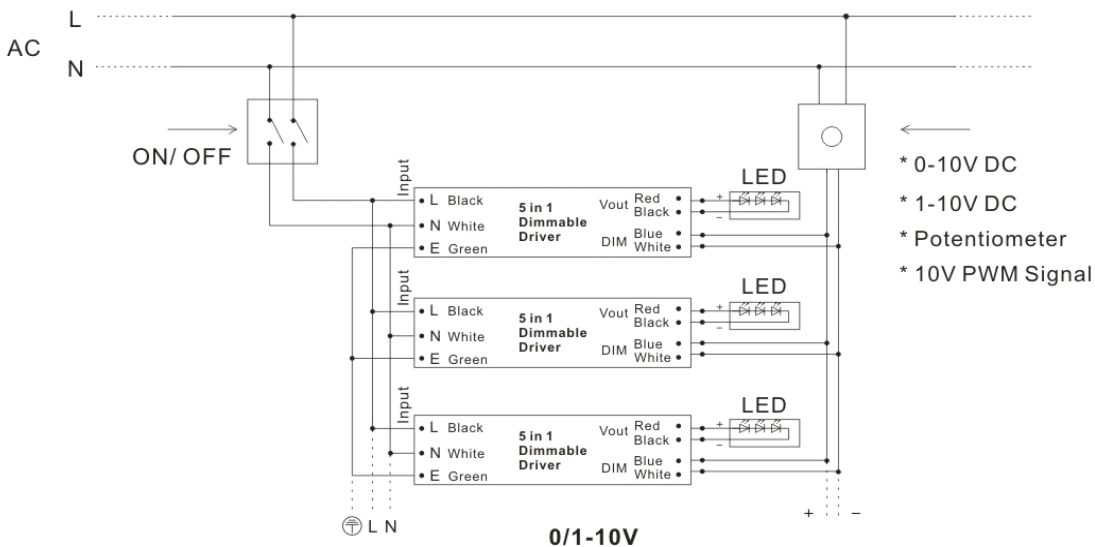 L
AC
N
ON/ OFF
* 0-10V DC
* 1-10V DC
* Potentiometer
* 10V PWM Signal
Input
L Black
N White
E Green
5 in 1
Dimmable
Driver
Vout
Red
Black
DIM
Blue
White
LED
+
−
Input
L Black
N White
E Green
5 in 1
Dimmable
Driver
Vout
Red
Black
DIM
Blue
White
LED
+
−
Input
L Black
N White
E Green
5 in 1
Dimmable
Driver
Vout
Red
Black
DIM
Blue
White
LED
+
−
L N
+ −
0/1-10V